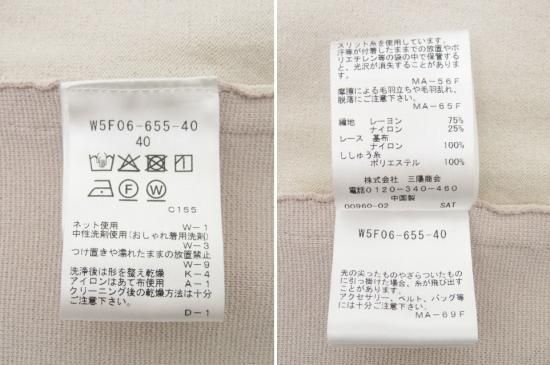 W5F06-655-40
40
C155
ネット使用 W-1
中性洗剤使用(おしゃれ着用洗剤)
W-3
つけ置きや濡れたままの放置禁止
W-9
洗浄後は形を整え乾燥 K-4
アイロンはあて布使用 A-1
クリーニング後の乾燥方法は十分
ご注意下さい。
D-1
スリット糸を使用しています。
汗等が付着したままでの放置やポ
リエチレン等の袋の中で保管する
と、光沢が消失することがありま
す。
MA-56F
摩擦による毛羽立ちや毛羽乱れ、
脱落にご注意下さい。
MA-65F
編地 レーヨン 75%
ナイロン 25%
レース 基布
ナイロン 100%
ししゅう糸
ポリエステル 100%
株式会社 三陽商会
電話0120-340-460
中国製
00960-02 SAT
W5F06-655-40
先の尖ったものやざらついたもの
に引っ掛けた場合、糸が飛び出す
ことがあります。
アクセサリー、ベルト、バッグ等
には十分ご注意下さい。
MA-69F